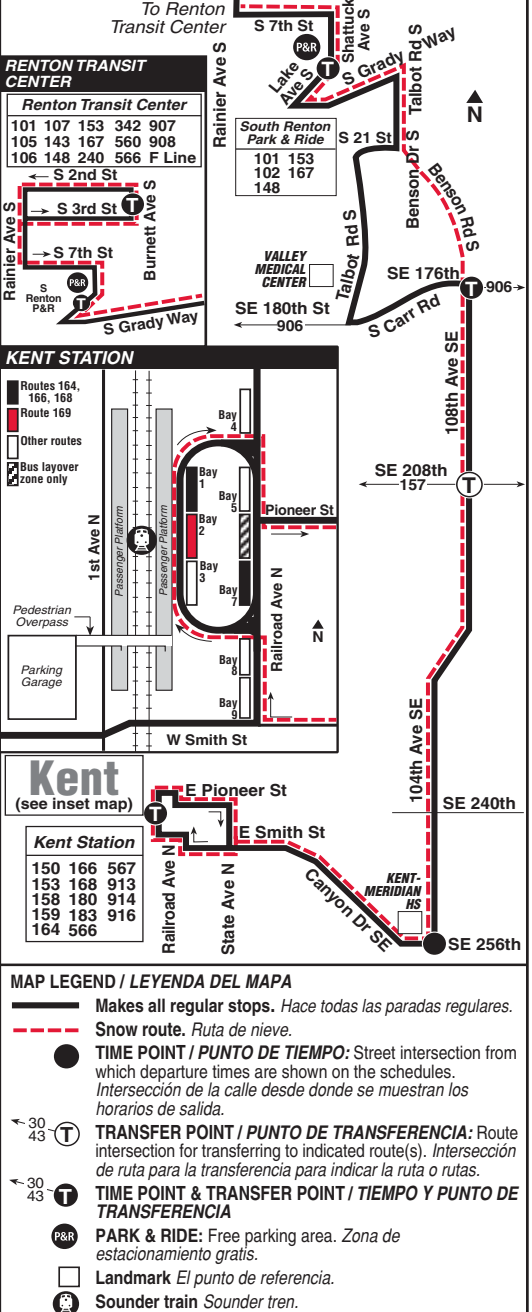 To Renton
Transit Center
S 7th St
P&R
T
Shattuck
Ave S
Lake
Ave S
S Grady Way
Talbot Rd S
Rainier Ave S
N
RENTON TRANSIT
CENTER
Renton Transit Center
101 107 153 342 907
105 143 167 560 908
106 148 240 566 F Line
S 2nd St
S 3rd St
T
Burnett Ave S
Rainier Ave S
S 7th St
P&R
S
Renton
P&R
T
S Grady Way
South Renton
Park & Ride
101 153
102 167
148
S 21 St
Benson Dr S
Benson Rd S
Talbot Rd S
VALLEY
MEDICAL
CENTER
SE 176th
T
906
SE 180th St
906
S Carr Rd
108th Ave SE
SE 208th
157
T
KENT STATION
Routes 164,
166, 168
Route 169
Other routes
Bus layover
zone only
1st Ave N
Passenger Platform
Passenger Platform
Bay
4
Bay
1
Bay
5
Bay
2
Bay
3
Bay
7
Bay
8
Bay
9
Pioneer St
Railroad Ave N
N
Pedestrian
Overpass
Parking
Garage
W Smith St
Kent
(see inset map)
Kent Station
150 166 567
153 168 913
158 180 914
159 183 916
164 566
T
E Pioneer St
E Smith St
Railroad Ave N
State Ave N
Canyon Dr SE
104th Ave SE
SE 240th
KENT-
MERIDIAN
HS
SE 256th
MAP LEGEND / LEYENDA DEL MAPA
Makes all regular stops. Hace todas las paradas regulares.
Snow route. Ruta de nieve.
TIME POINT / PUNTO DE TIEMPO: Street intersection from
which departure times are shown on the schedules.
Intersección de la calle desde donde se muestran los
horarios de salida.
30
43
T
TRANSFER POINT / PUNTO DE TRANSFERENCIA: Route
intersection for transferring to indicated route(s). Intersección
de ruta para la transferencia para indicar la ruta o rutas.
30
43
T
TIME POINT & TRANSFER POINT / TIEMPO Y PUNTO DE
TRANSFERENCIA
P&R
PARK & RIDE: Free parking area. Zona de
estacionamiento gratis.
Landmark El punto de referencia.
Sounder train Sounder tren.